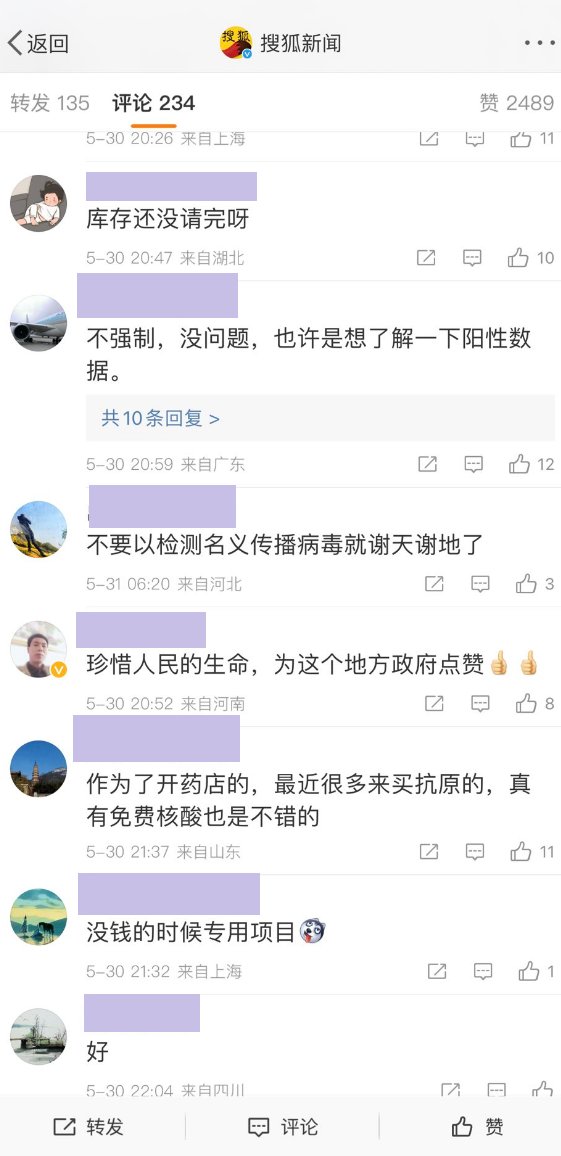 返回
搜狐
搜狐新闻
转发 135
评论 234
赞 2489
5-30 20:26 来自上海
11
库存还没请完呀
5-30 20:47 来自湖北
10
不强制，没问题，也许是想了解一下阳性数
据。
共10条回复 >
5-30 20:59 来自广东
12
不要以检测名义传播病毒就谢天谢地了
5-31 06:20 来自河北
3
珍惜人民的生命，为这个地方政府点赞👍👍
5-30 20:52 来自河南
8
作为了开药店的，最近很多来买抗原的，真
有免费核酸也是不错的
5-30 21:37 来自山东
11
没钱的时候专用项目
5-30 21:32 来自上海
1
好
5-30 22:04 来自四川
转发
评论
赞